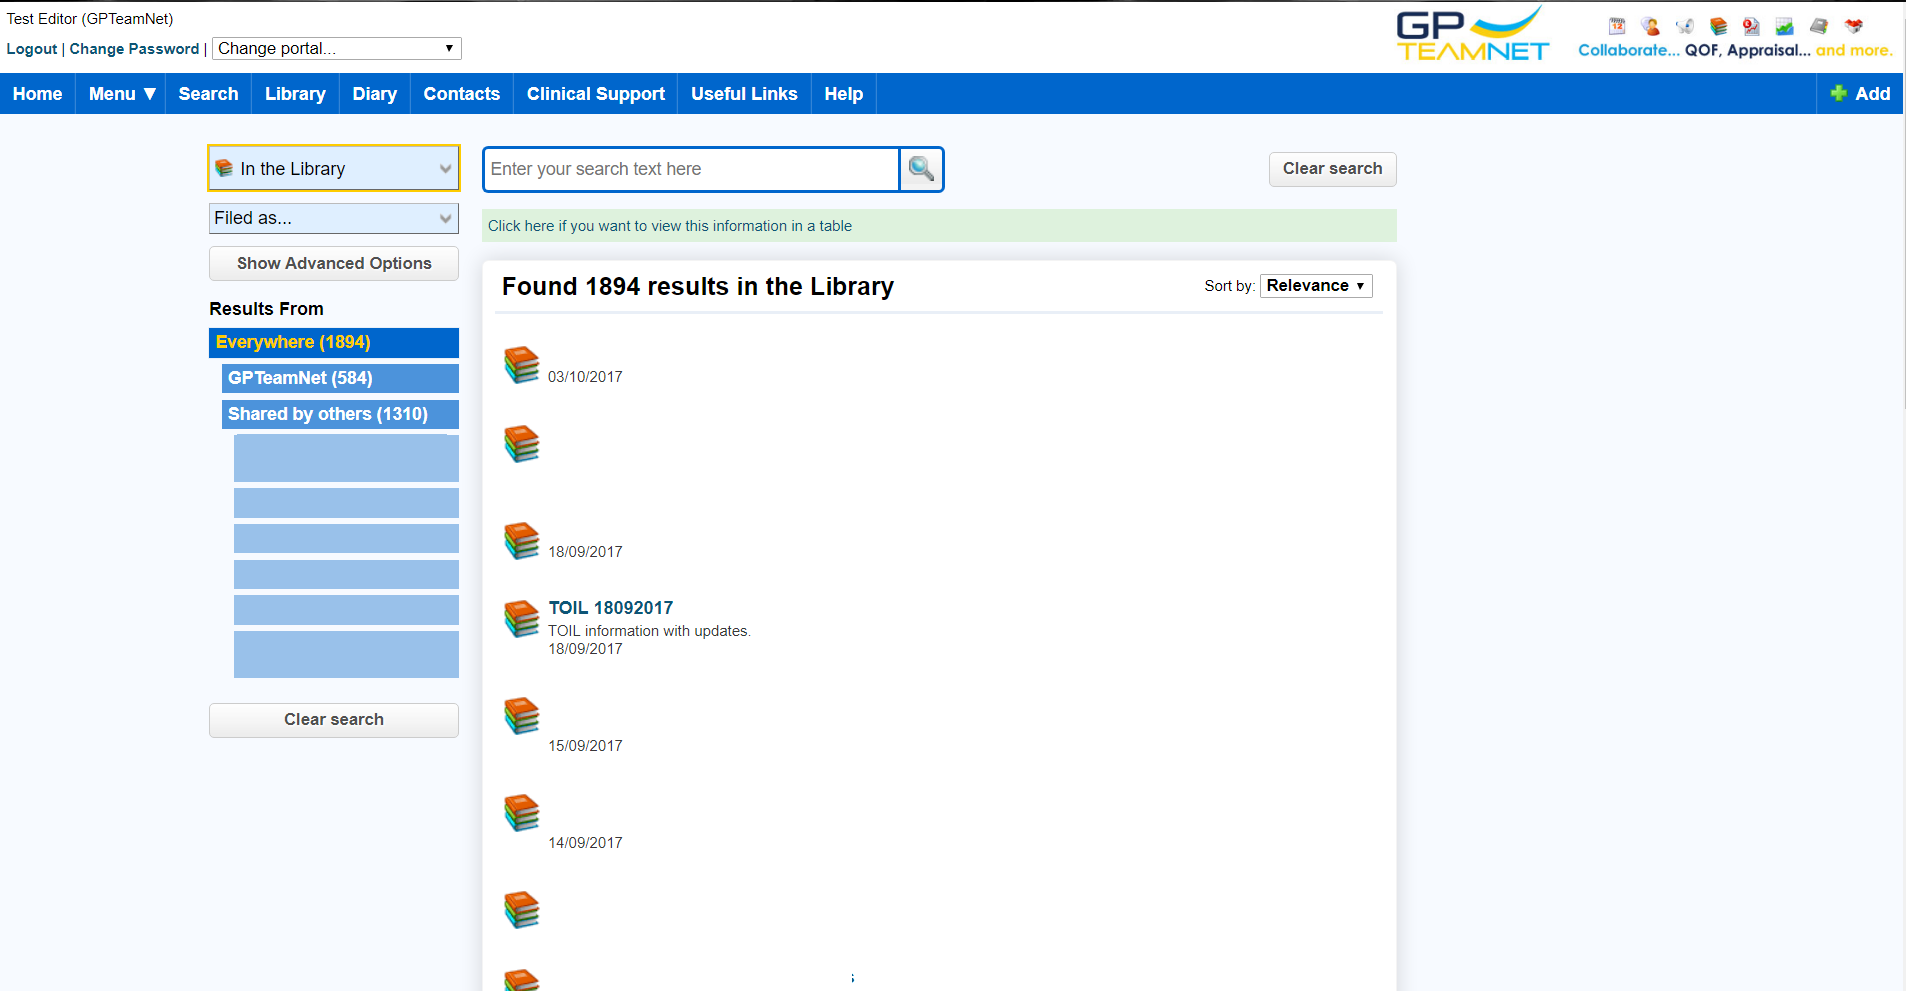 Test Editor (GPTeamNet)
Logout | Change Password | Change portal...
GP
TEAMNET
12
Collaborate... QOF, Appraisal... and more.
Home Menu ▼ Search Library Diary Contacts Clinical Support Useful Links Help Add
In the Library
Enter your search text here
Clear search
Filed as...
Click here if you want to view this information in a table
Show Advanced Options
Found 1894 results in the Library
Sort by: Relevance
Results From
Everywhere (1894)
GPTeamNet (584)
Shared by others (1310)
03/10/2017
18/09/2017
TOIL 18092017
TOIL information with updates.
18/09/2017
Clear search
15/09/2017
14/09/2017